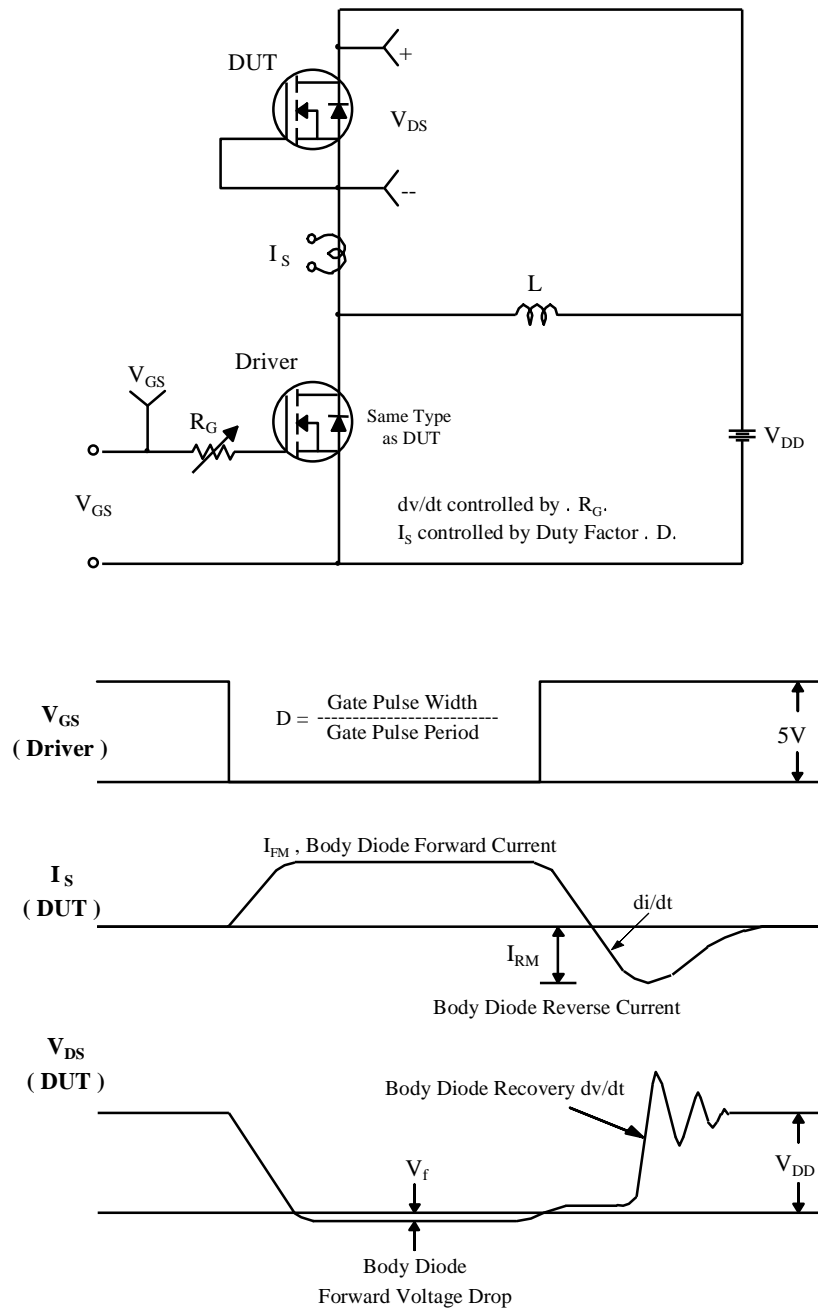 DUT
+
V_DS
--
I_S
L
Driver
V_GS
R_G
Same Type
as DUT
V_DD
V_GS
dv/dt controlled by . R_G.
I_S controlled by Duty Factor . D.
V_GS
( Driver )
D = Gate Pulse Width
--------------------------
Gate Pulse Period
5V
I_FM , Body Diode Forward Current
I_S
( DUT )
di/dt
I_RM
Body Diode Reverse Current
V_DS
( DUT )
Body Diode Recovery dv/dt
V_f
V_DD
Body Diode
Forward Voltage Drop